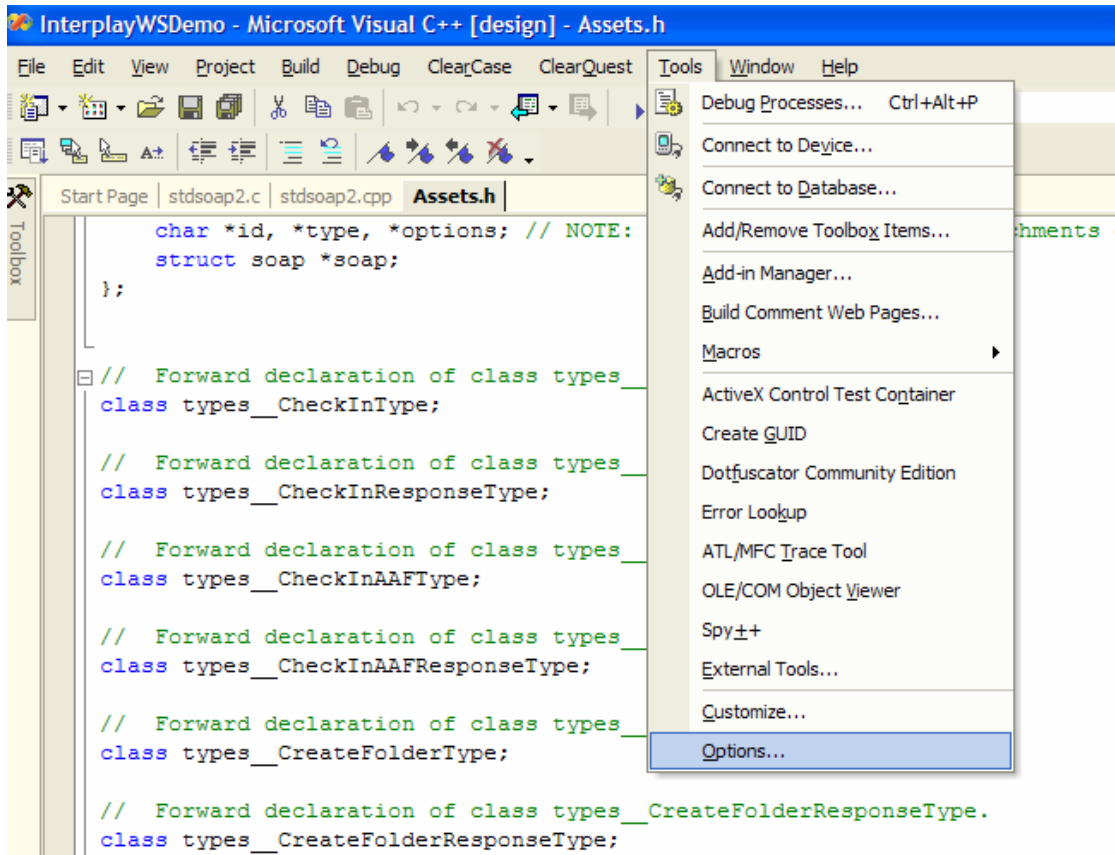 InterplayWSDemo - Microsoft Visual C++ [design] - Assets.h
File Edit View Project Build Debug ClearCase ClearQuest Tools Window Help
Debug Processes... Ctrl+Alt+P
Connect to Device...
Connect to Database...
Add/Remove Toolbox Items...
Add-in Manager...
Build Comment Web Pages...
Macros
ActiveX Control Test Container
Create GUID
Dotfuscator Community Edition
Error Lookup
ATL/MFC Trace Tool
OLE/COM Object Viewer
Spy++
External Tools...
Customize...
Options...
Toolbox
Start Page stdsoap2.c stdsoap2.cpp Assets.h
char *id, *type, *options; // NOTE: hments
struct soap *soap;
};
// Forward declaration of class types__
class types__CheckInType;
// Forward declaration of class types__
class types__CheckInResponseType;
// Forward declaration of class types__
class types__CheckInAAFType;
// Forward declaration of class types__
class types__CheckInAAFResponseType;
// Forward declaration of class types__
class types__CreateFolderType;
// Forward declaration of class types__CreateFolderResponseType.
class types__CreateFolderResponseType;